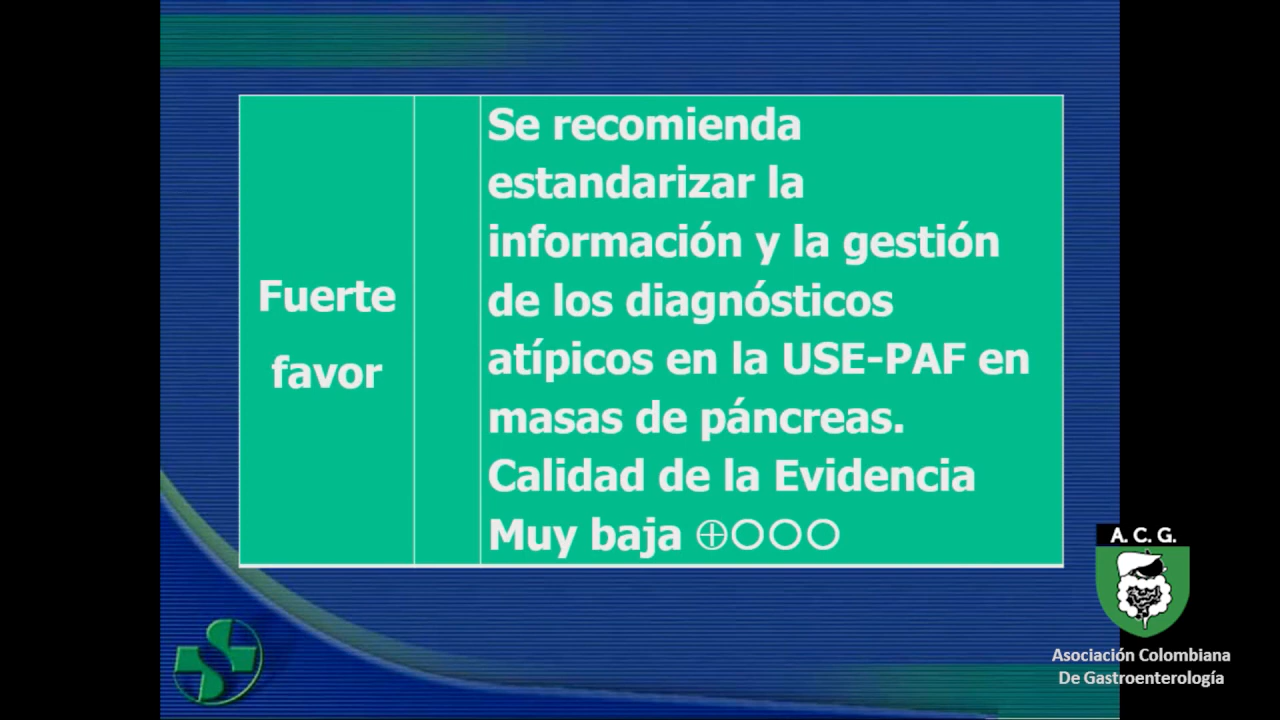 Fuerte
favor
Se recomienda
estandarizar la
información y la gestión
de los diagnósticos
atípicos en la USE-PAF en
masas de páncreas.
Calidad de la Evidencia
Muy baja ⊕○○○
A. C. G.
Asociación Colombiana
De Gastroenterología